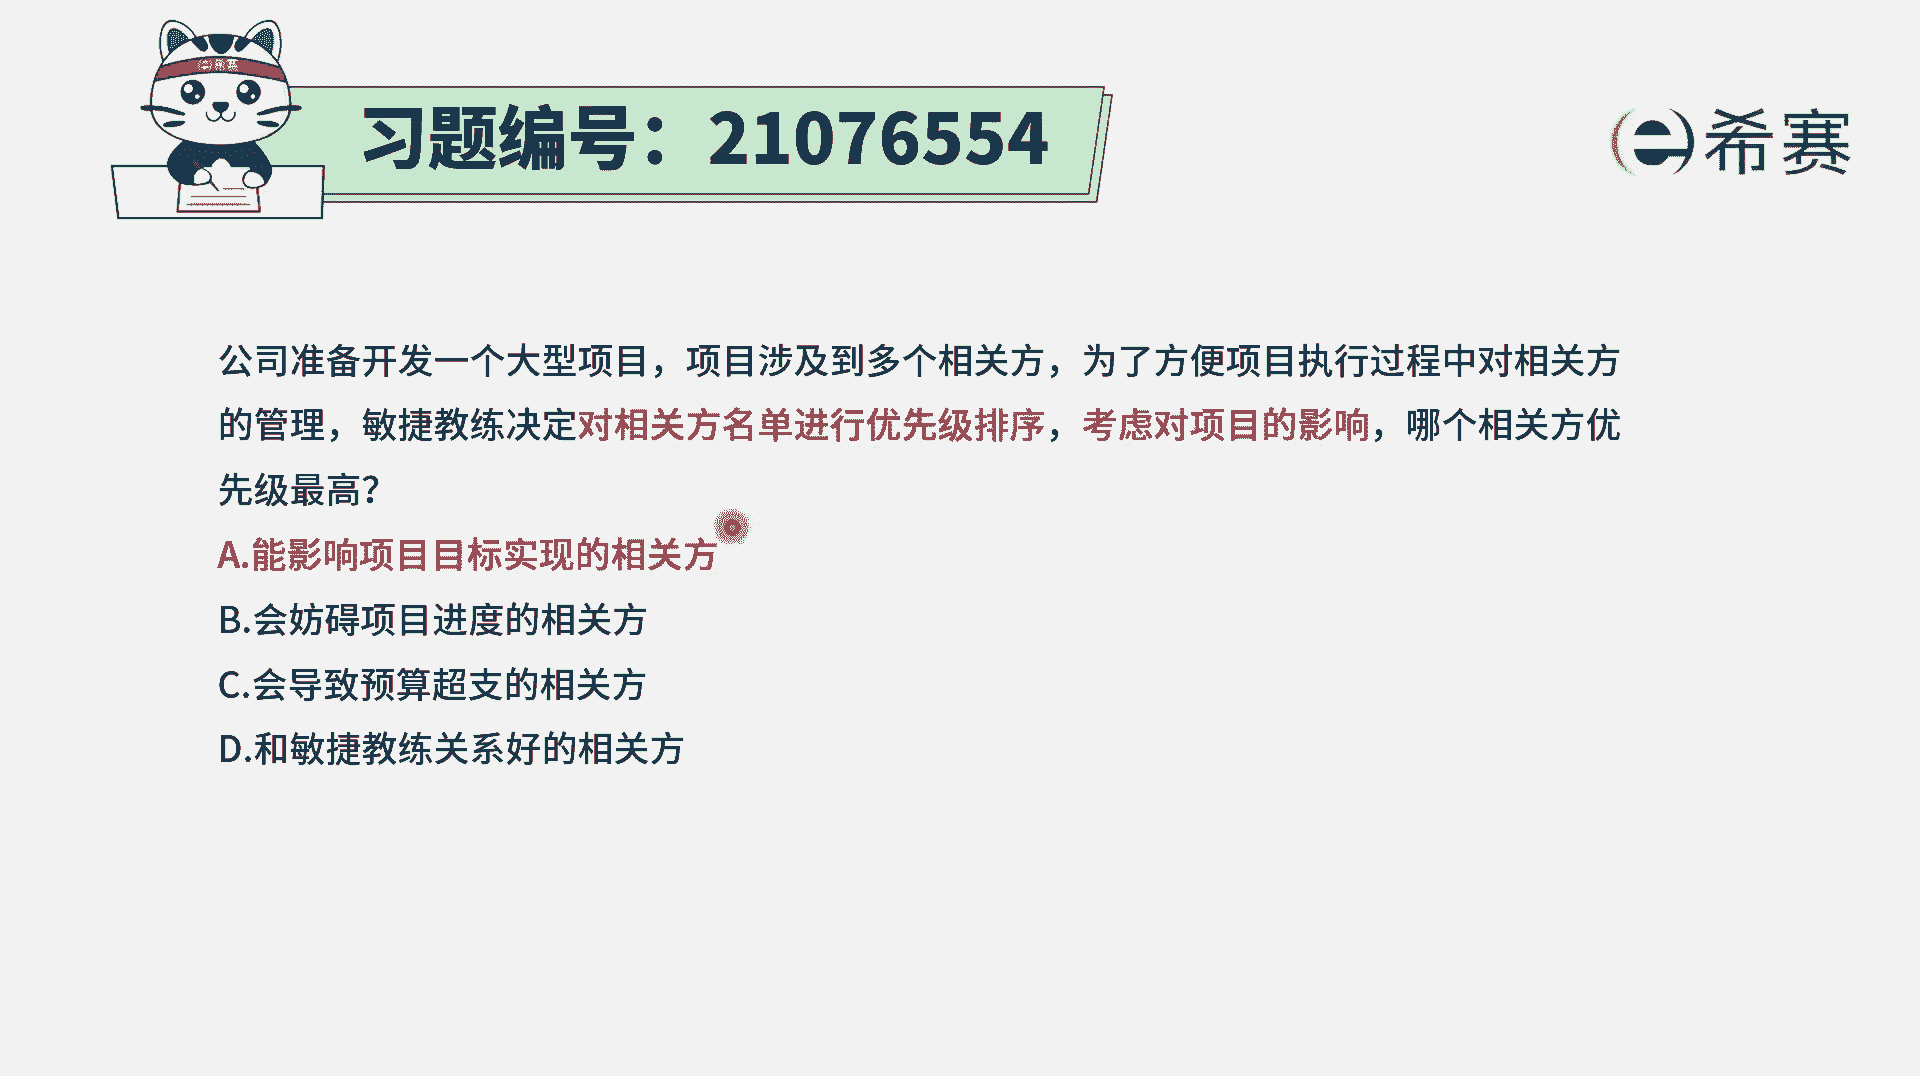 习题编号：21076554
希赛
公司准备开发一个大型项目，项目涉及到多个相关方，为了方便项目执行过程中对相关方
的管理，敏捷教练决定对相关方名单进行优先级排序，考虑对项目的影响，哪个相关方优
先级最高?
A.能影响项目目标实现的相关方
B.会妨碍项目进度的相关方
C.会导致预算超支的相关方
D.和敏捷教练关系好的相关方